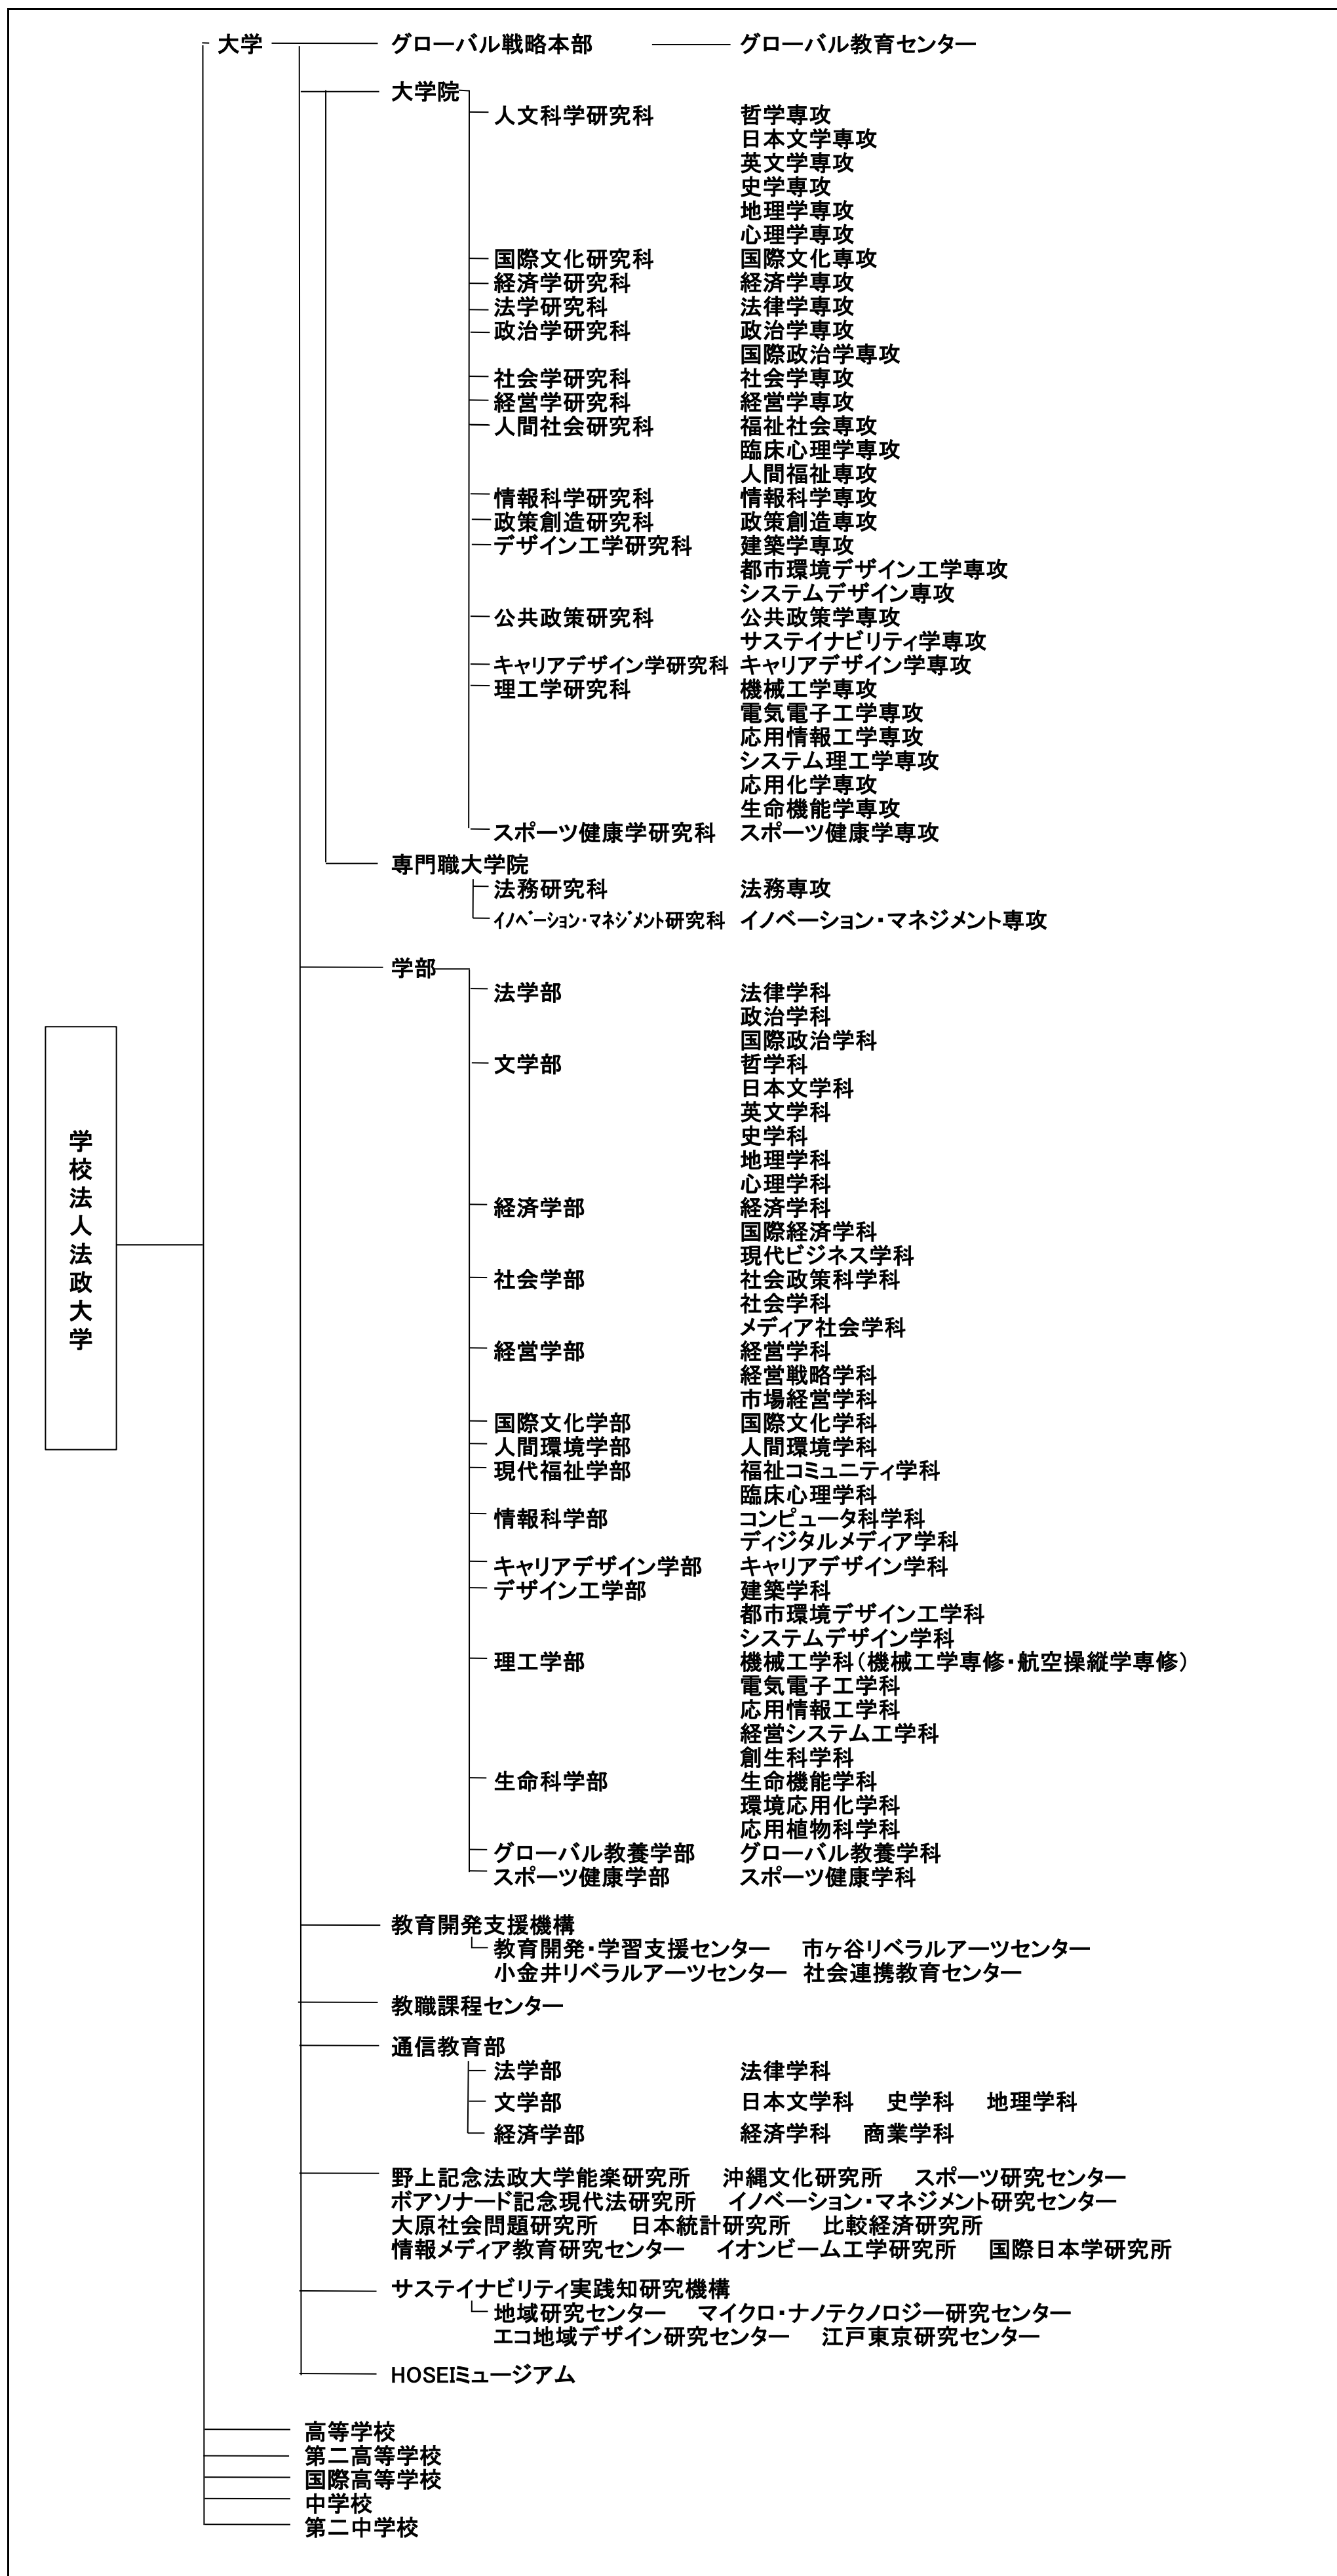 大学 グローバル戦略本部 グローバル教育センター
大学院
人文科学研究科 哲学専攻
日本文学専攻
英文学専攻
史学専攻
地理学専攻
心理学専攻
国際文化研究科 国際文化専攻
経済学研究科 経済学専攻
法学研究科 法律学専攻
政治学研究科 政治学専攻
国際政治学専攻
社会学研究科 社会学専攻
経営学研究科 経営学専攻
人間社会研究科 福祉社会専攻
臨床心理学専攻
人間福祉専攻
情報科学研究科 情報科学専攻
政策創造研究科 政策創造専攻
デザイン工学研究科 建築学専攻
都市環境デザイン工学専攻
システムデザイン専攻
公共政策研究科 公共政策学専攻
サステイナビリティ学専攻
キャリアデザイン学研究科 キャリアデザイン学専攻
理工学研究科 機械工学専攻
電気電子工学専攻
応用情報工学専攻
システム理工学専攻
応用化学専攻
生命機能学専攻
スポーツ健康学研究科 スポーツ健康学専攻
専門職大学院
法務研究科 法務専攻
ｲﾉﾍﾞｰｼｮﾝ･ﾏﾈｼﾞﾒﾝﾄ研究科 イノベーション・マネジメント専攻
学部
法学部 法律学科
政治学科
国際政治学科
文学部 哲学科
日本文学科
英文学科
史学科
地理学科
心理学科
経済学部 経済学科
国際経済学科
現代ビジネス学科
社会学部 社会政策科学科
社会学科
メディア社会学科
経営学部 経営学科
経営戦略学科
市場経営学科
国際文化学部 国際文化学科
人間環境学部 人間環境学科
現代福祉学部 福祉コミュニティ学科
臨床心理学科
情報科学部 コンピュータ科学科
ディジタルメディア学科
キャリアデザイン学部 キャリアデザイン学科
デザイン工学部 建築学科
都市環境デザイン工学科
システムデザイン学科
理工学部 機械工学科（機械工学専修・航空操縦学専修）
電気電子工学科
応用情報工学科
経営システム工学科
創生科学科
生命科学部 生命機能学科
環境応用化学科
応用植物科学科
グローバル教養学部 グローバル教養学科
スポーツ健康学部 スポーツ健康学科
学校法人法政大学
教育開発支援機構
教育開発・学習支援センター 市ヶ谷リベラルアーツセンター
小金井リベラルアーツセンター 社会連携教育センター
教職課程センター
通信教育部
法学部 法律学科
文学部 日本文学科 史学科 地理学科
経済学部 経済学科 商業学科
野上記念法政大学能楽研究所 沖縄文化研究所 スポーツ研究センター
ボアソナード記念現代法研究所 イノベーション・マネジメント研究センター
大原社会問題研究所 日本統計研究所 比較経済研究所
情報メディア教育研究センター イオンビーム工学研究所 国際日本学研究所
サステイナビリティ実践知研究機構
地域研究センター マイクロ・ナノテクノロジー研究センター
エコ地域デザイン研究センター 江戸東京研究センター
HOSEIミュージアム
高等学校
第二高等学校
国際高等学校
中学校
第二中学校